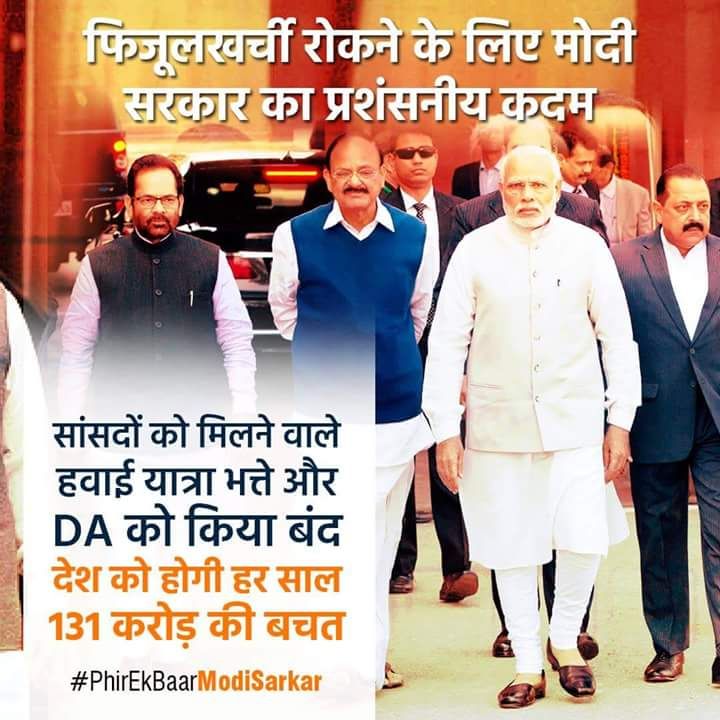 फिजूलखर्ची रोकने के लिए मोदी
सरकार का प्रशंसनीय कदम
सांसदों को मिलने वाले
हवाई यात्रा भत्ते और
DA को किया बंद
देश को होगी हर साल
131 करोड़ की बचत
#PhirEkBaarModiSarkar